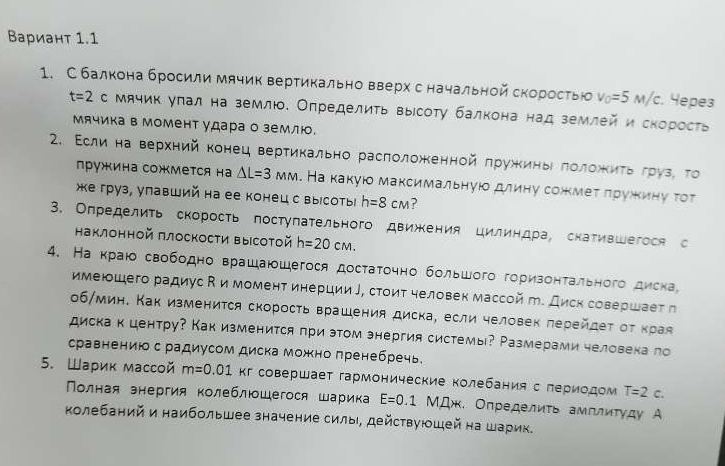 Вариант 1.1
1. С балкона бросили мячик вертикально вверх с начальной скоростью v₀=5 м/с. Через
t=2 с мячик упал на землю. Определить высоту балкона над землей и скорость
мячика в момент удара о землю.
2. Если на верхний конец вертикально расположенной пружины положить груз, то
пружина сожмется на ΔL=3 мм. На какую максимальную длину сожмет пружину тот
же груз, упавший на ее конец с высоты h=8 см?
3. Определить скорость поступательного движения цилиндра, скатившегося с
наклонной плоскости высотой h=20 см.
4. На краю свободно вращающегося достаточно большого горизонтального диска,
имеющего радиус R и момент инерции J, стоит человек массой m. Диск совершает n
об/мин. Как изменится скорость вращения диска, если человек перейдет от края
диска к центру? Как изменится при этом энергия системы? Размерами человека по
сравнению с радиусом диска можно пренебречь.
5. Шарик массой m=0.01 кг совершает гармонические колебания с периодом T=2 с.
Полная энергия колеблющегося шарика E=0.1 МДж. Определить амплитуду А
колебаний и наибольшее значение силы, действующей на шарик.